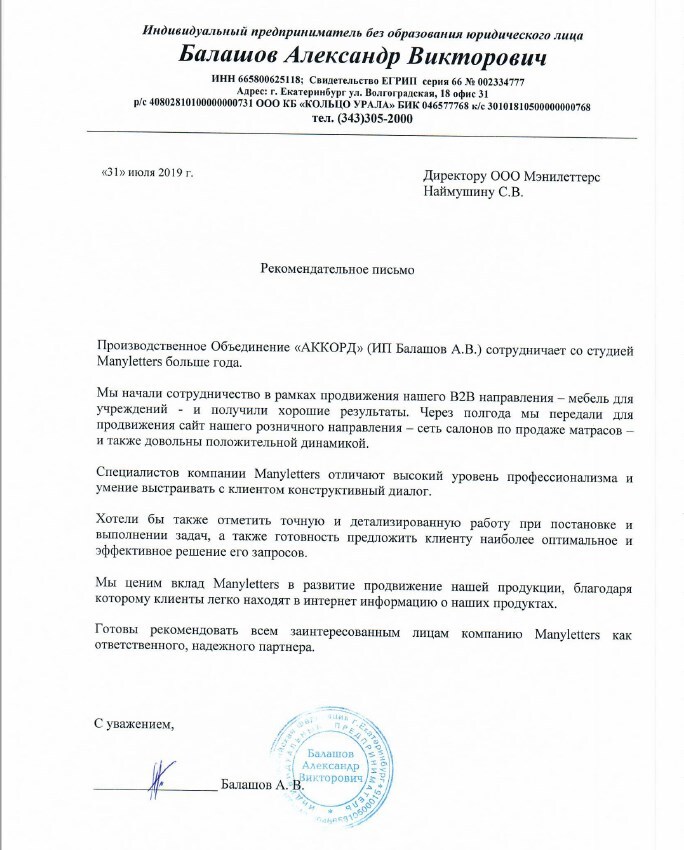 Индивидуальный предприниматель без образования юридического лица
Балашов Александр Викторович
ИНН 665800625118; Свидетельство ЕГРИП серия 66 № 002334777
Адрес: г. Екатеринбург ул. Волгоградская, 18 офис 31
р/с 40802810100000000731 ООО КБ «КОЛЬЦО УРАЛА» БИК 046577768 к/с 30101810500000000768
тел. (343)305-2000
«31» июля 2019 г.
Директору ООО Мэнилеттерс
Наймушину С.В.
Рекомендательное письмо
Производственное Объединение «АККОРД» (ИП Балашов А.В.) сотрудничает со студией
Manyletters больше года.
Мы начали сотрудничество в рамках продвижения нашего B2B направления – мебель для
учреждений - и получили хорошие результаты. Через полгода мы передали для
продвижения сайт нашего розничного направления – сеть салонов по продаже матрасов –
и также довольны положительной динамикой.
Специалистов компании Manyletters отличают высокий уровень профессионализма и
умение выстраивать с клиентом конструктивный диалог.
Хотели бы также отметить точную и детализированную работу при постановке и
выполнении задач, а также готовность предложить клиенту наиболее оптимальное и
эффективное решение его запросов.
Мы ценим вклад Manyletters в развитие продвижение нашей продукции, благодаря
которому клиенты легко находят в интернет информацию о наших продуктах.
Готовы рекомендовать всем заинтересованным лицам компанию Manyletters как
ответственного, надежного партнера.
С уважением,
Балашов А. В.
г.Екатеринбург
ИНДИВИДУАЛЬНЫЙ ПРЕДПРИНИМАТЕЛЬ
Балашов
Александр
Викторович